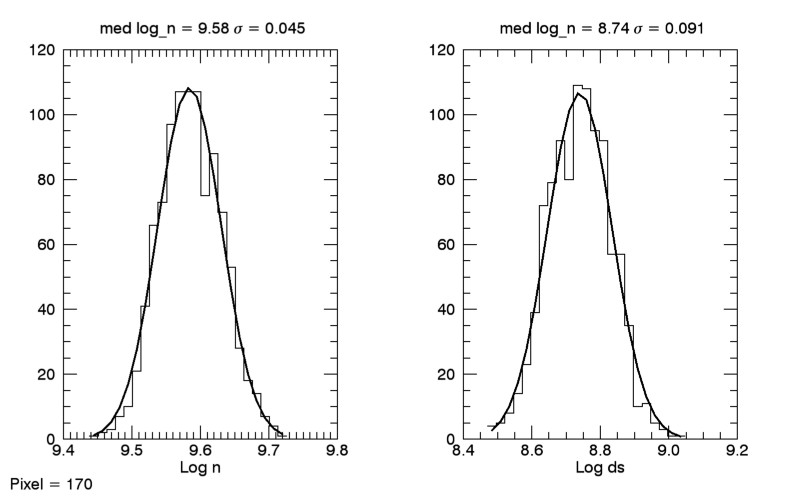 med log_n = 9.58 σ = 0.045
120
100
80
60
40
20
0
9.4 9.5 9.6 9.7 9.8
Log n
med log_n = 8.74 σ = 0.091
120
100
80
60
40
20
0
8.4 8.6 8.8 9.0 9.2
Log ds
Pixel = 170